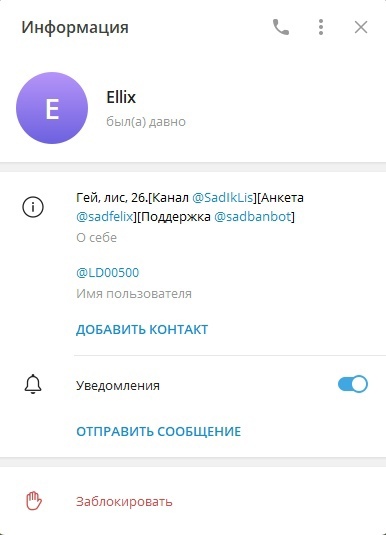 Информация
E
Ellix
был(а) давно
Гей, лис, 26.[Канал @SadIkLis][Анкета
@sadfelix][Поддержка @sadbanbot]
О себе
@LD00500
Имя пользователя
ДОБАВИТЬ КОНТАКТ
Уведомления
ОТПРАВИТЬ СООБЩЕНИЕ
Заблокировать